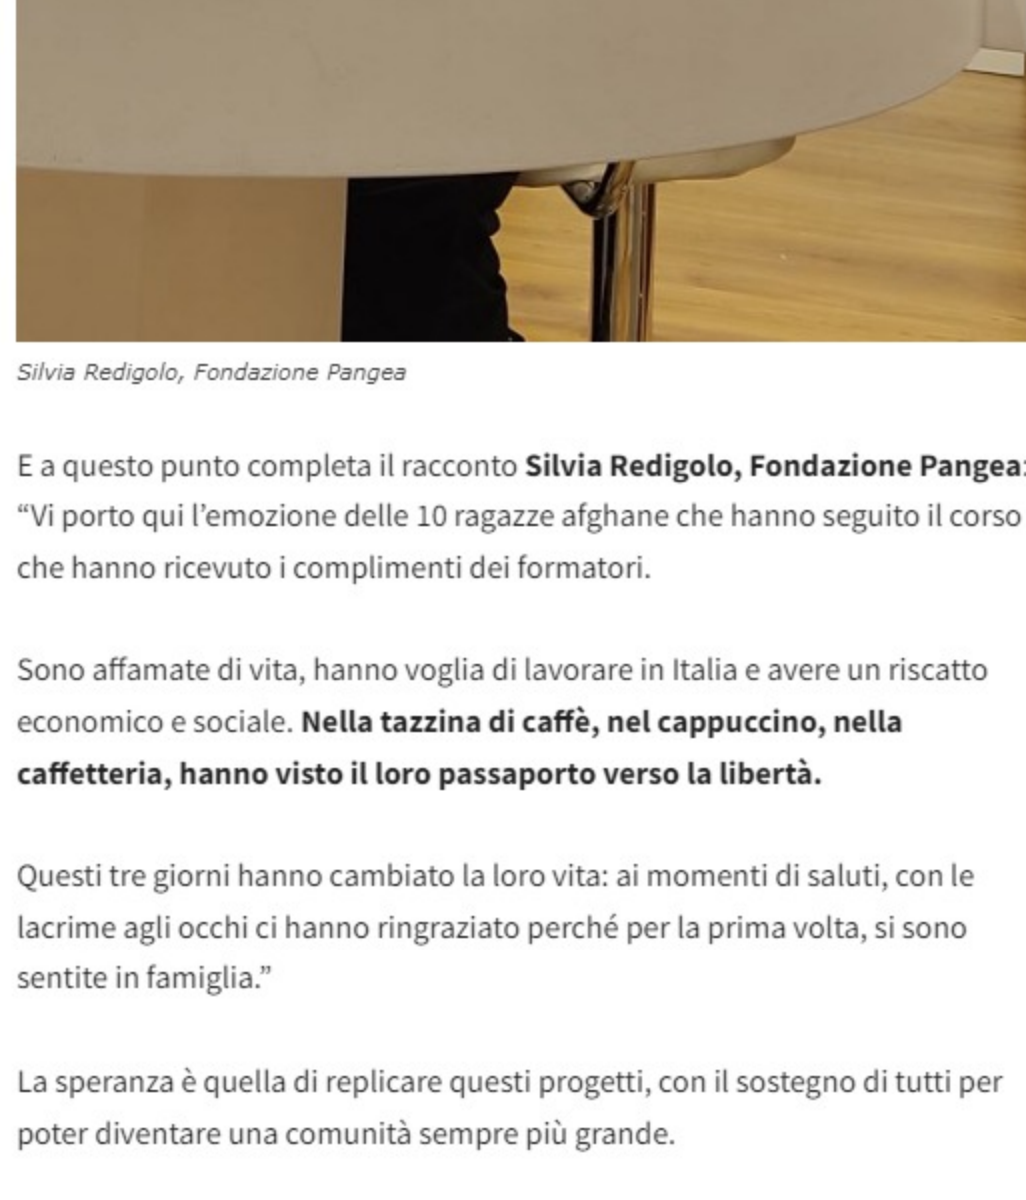 Silvia Redigolo, Fondazione Pangea
E a questo punto completa il racconto Silvia Redigolo, Fondazione Pangea:
“Vi porto qui l’emozione delle 10 ragazze afghane che hanno seguito il corso
che hanno ricevuto i complimenti dei formatori.
Sono affamate di vita, hanno voglia di lavorare in Italia e avere un riscatto
economico e sociale. Nella tazzina di caffè, nel cappuccino, nella
caffetteria, hanno visto il loro passaporto verso la libertà.
Questi tre giorni hanno cambiato la loro vita: ai momenti di saluti, con le
lacrime agli occhi ci hanno ringraziato perché per la prima volta, si sono
sentite in famiglia.”
La speranza è quella di replicare questi progetti, con il sostegno di tutti per
poter diventare una comunità sempre più grande.